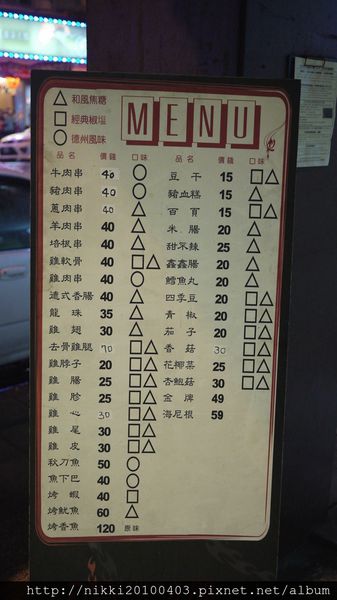 △和風焦糖
□經典椒塩
○德州風味
MENU
品名 價錢 口味
牛肉串 40 ○
豬肉串 40 ○
蔥肉串 40 △
羊肉串 40 △
培根串 40 △
雞軟骨 40 □△
雞肉串 40 ○
德式香腸 40 △
龍珠 35 △
雞翅 30 △
去骨雞腿 70 □△
雞脖子 20 □△
雞腸 25 □△
雞胗 25 □△
雞心 30 □△
雞尾 30 □△
雞皮 30 □△
秋刀魚 50 ○
魚下巴 40 ○
烤蝦 40 □
烤魷魚 60 △
烤香魚 120 原味
品名 價錢 口味
豆干 15 □△
豬血糕 15 △
百頁 15 □△
米腸 20 △
甜不辣 25 △
鑫鑫腸 20 △
鱈魚丸 20 △
四季豆 20 □△
青椒 20 □△
茄子 20 □△
香菇 30 □△
花椰菜 25 □△
杏鮑菇 30 □△
金牌 49
海尼根 59
http://nikki20100403.pixnet.net/album